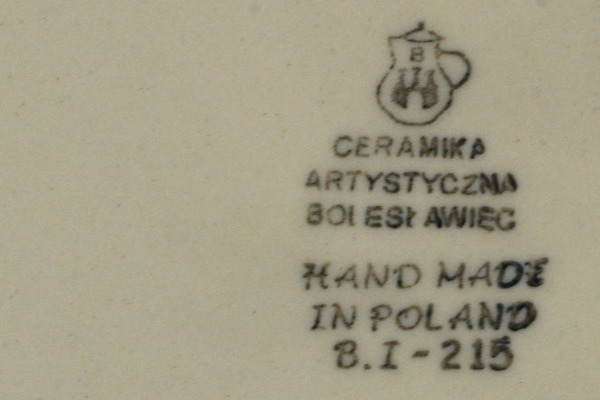 B
CERAMIKA
ARTYSTYCZNA
BOLESŁAWIEC
HAND MADE
IN POLAND
B.I-215